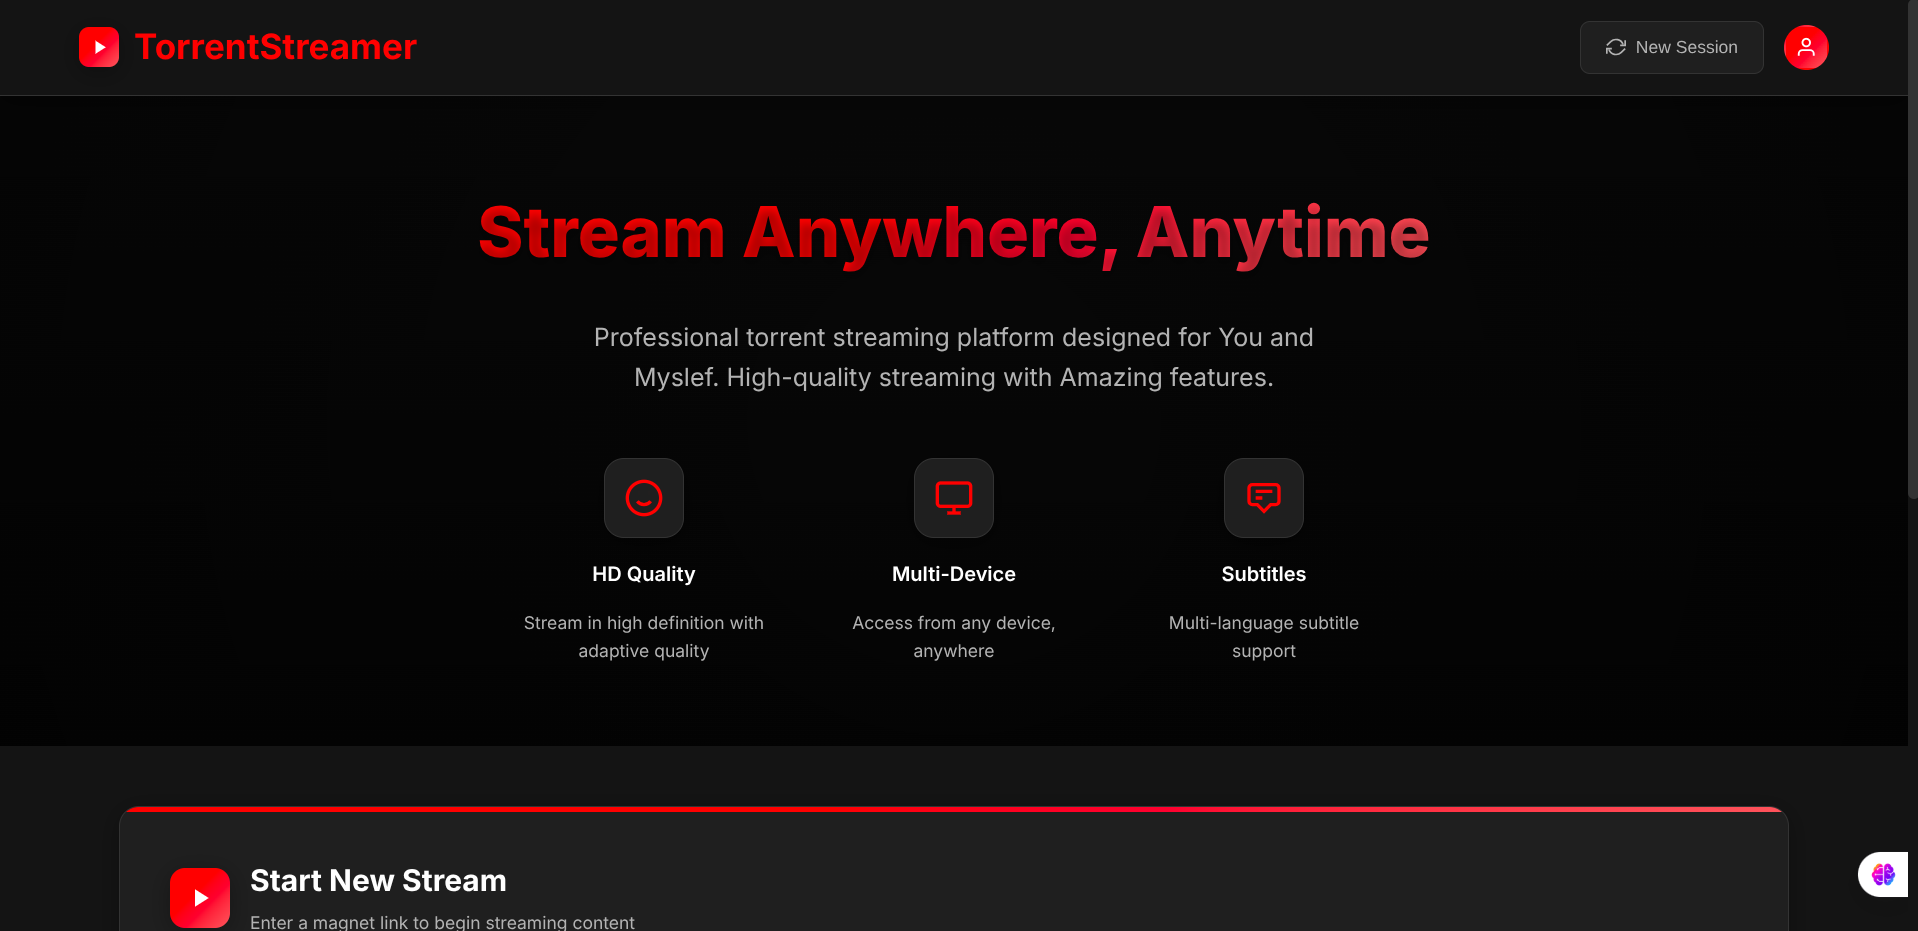 TorrentStreamer
New Session
Stream Anywhere, Anytime
Professional torrent streaming platform designed for You and
Myslef. High-quality streaming with Amazing features.
HD Quality
Multi-Device
Subtitles
Stream in high definition with
adaptive quality
Access from any device,
anywhere
Multi-language subtitle
support
Start New Stream
Enter a magnet link to begin streaming content